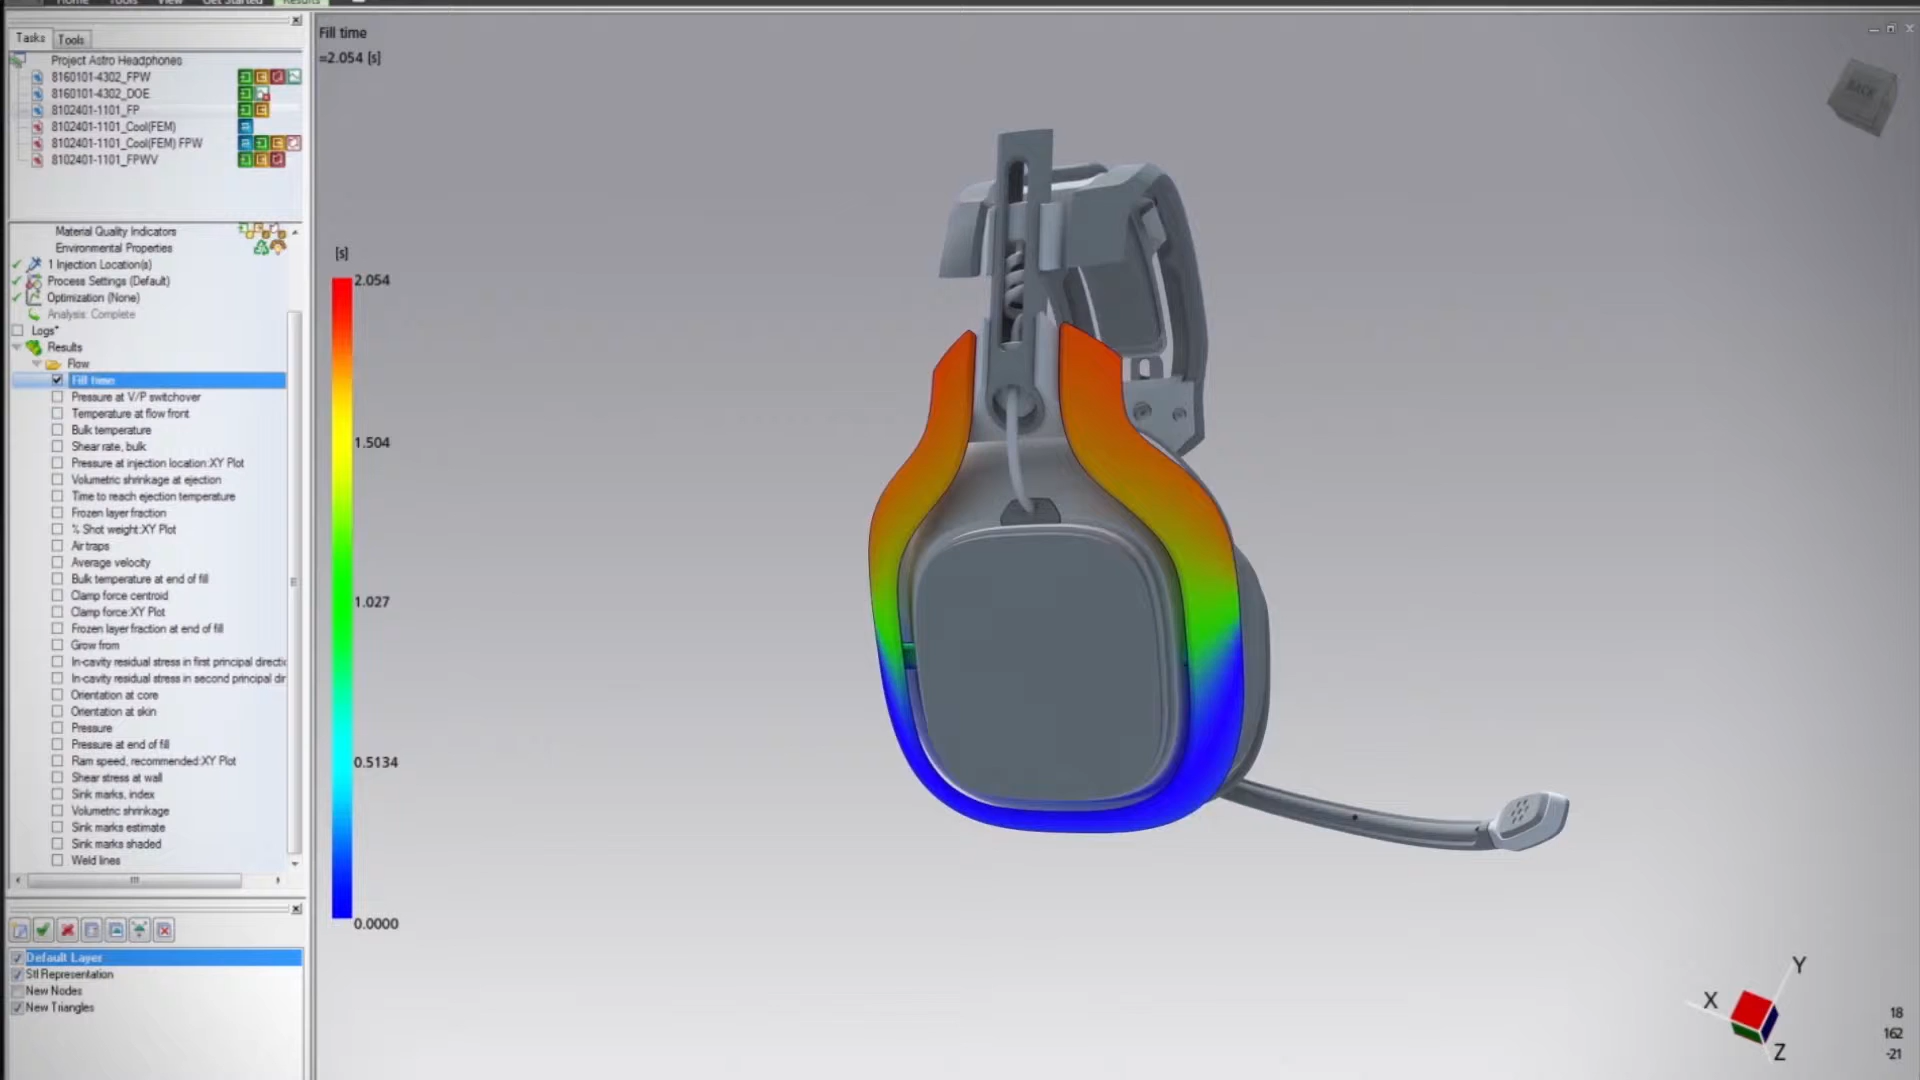 Home Tools View Get Started Results
Tasks Tools
Project Astro Headphones
8160101-4302_FPW
8160101-4302_DOE
8102401-1101_FP
8102401-1101_Cool(FEM)
8102401-1101_Cool(FEM) FPW
8102401-1101_FPWV
Material Quality Indicators
Environmental Properties
1 Injection Location(s)
Process Settings (Default)
Optimization (None)
Analysis: Complete
Logs*
Results
Flow
Fill time
Pressure at V/P switchover
Temperature at flow front
Bulk temperature
Shear rate, bulk
Pressure at injection location:XY Plot
Volumetric shrinkage at ejection
Time to reach ejection temperature
Frozen layer fraction
% Shot weight:XY Plot
Air traps
Average velocity
Bulk temperature at end of fill
Clamp force centroid
Clamp force:XY Plot
Frozen layer fraction at end of fill
Grow from
In-cavity residual stress in first principal directi
In-cavity residual stress in second principal dir
Orientation at core
Orientation at skin
Pressure
Pressure at end of fill
Ram speed, recommended:XY Plot
Shear stress at wall
Sink marks, index
Volumetric shrinkage
Sink marks estimate
Sink marks shaded
Weld lines
Default Layer
Stl Representation
New Nodes
New Triangles
Fill time
=2.054 [s]
[s]
2.054
1.504
1.027
0.5134
0.0000
BACK
Y
X
Z
18
162
-21